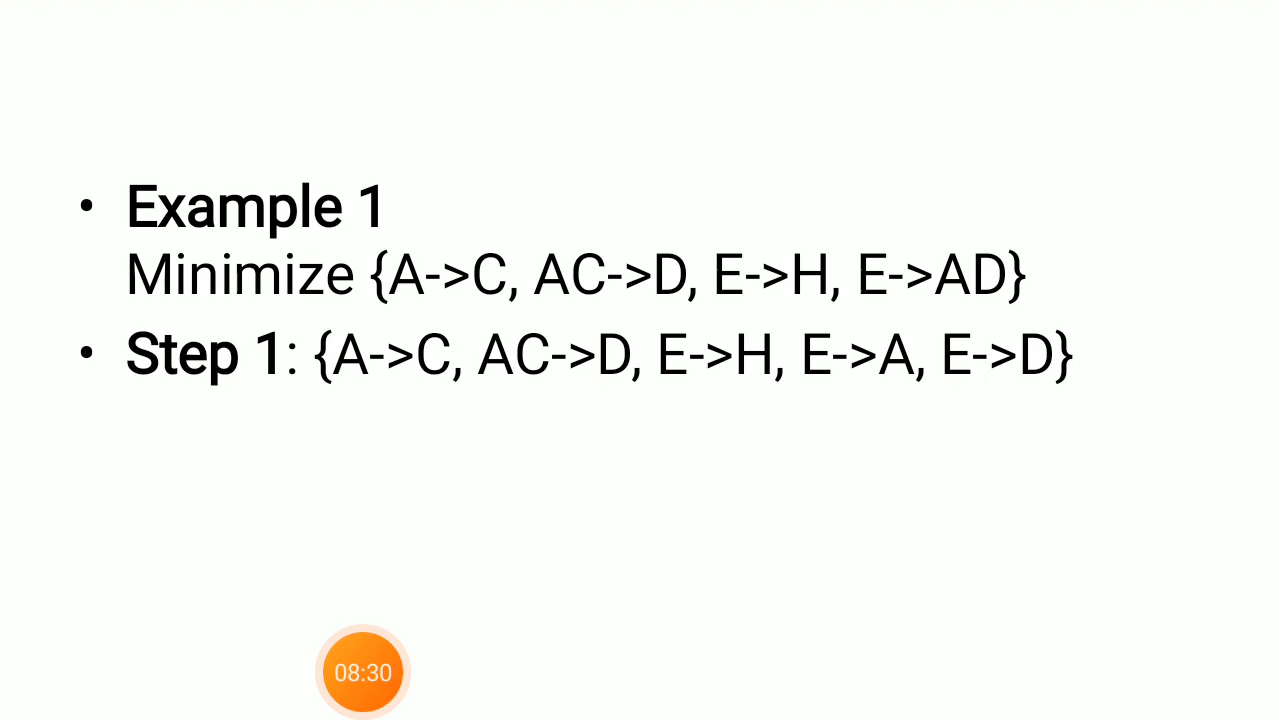 • Example 1
Minimize {A->C, AC->D, E->H, E->AD}
• Step 1: {A->C, AC->D, E->H, E->A, E->D}
08:30